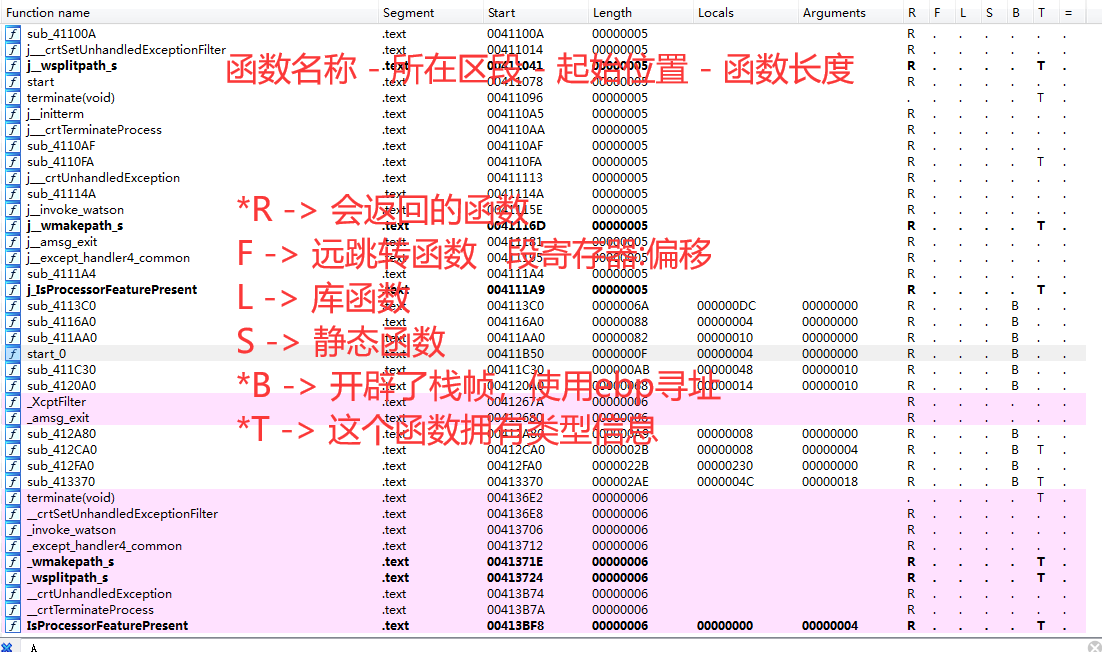 Function name Segment Start Length Locals Arguments R F L S B T =
f sub_41100A .text 0041100A 00000005 R . . . . . .
f j___crtSetUnhandledExceptionFilter .text 00411014 00000005 R . . . . . .
f j__wsplitpath_s .text 00411041 00000005 R . . . . T .
函数名称 - 所在区段 - 起始位置 - 函数长度
f start .text 00411078 00000005 R . . . . . .
f terminate(void) .text 00411096 00000005 . . . . . T .
f j__initterm .text 004110A5 00000005 R . . . . . .
f j___crtTerminateProcess .text 004110AA 00000005 R . . . . . .
f sub_4110AF .text 004110AF 00000005 R . . . . . .
f sub_4110FA .text 004110FA 00000005 R . . . . T .
f j___crtUnhandledException .text 00411113 00000005 R . . . . . .
f sub_41114A .text 0041114A 00000005 R . . . . . .
f j__invoke_watson .text 0041115E 00000005 R . . . . . .
*R -> 会返回的函数
f j__wmakepath_s .text 0041116D 00000005 R . . . . T .
f j__amsg_exit .text 00411181 00000005 R . . . . . .
F -> 远跳转函数 段寄存器:偏移
f j__except_handler4_common .text 00000005 R . . . . . .
f sub_4111A4 .text 004111A4 00000005 R . . . . . .
f j_IsProcessorFeaturePresent .text 004111A9 00000005 R . . . . T .
L -> 库函数
f sub_4113C0 .text 004113C0 0000006A 000000DC 00000000 R . . . B . .
f sub_4116A0 .text 004116A0 00000088 00000004 00000000 R . . . B . .
f sub_411AA0 .text 00411AA0 00000082 00000010 00000000 R . . . B . .
S -> 静态函数
f start_0 .text 00411B50 0000000F 00000004 00000000 R . . . B . .
f sub_411C30 .text 00411C30 000000AB 00000048 00000010 R . . . B . .
f sub_4120A0 .text 004120A0 00000068 00000014 00000010 R . . . B . .
*B -> 开辟了栈帧，使用ebp寻址
f _XcptFilter .text 0041267A 00000006 R . . . . . .
f _amsg_exit .text 00412680 00000006 R . . . . . .
*T -> 这个函数拥有类型信息
f sub_412A80 .text 00412A80 00000008 00000000 R . . . B . .
f sub_412CA0 .text 00412CA0 0000002B 00000008 00000004 R . . . B T .
f sub_412FA0 .text 00412FA0 0000022B 00000230 00000000 R . . . B . .
f sub_413370 .text 00413370 000002AE 0000004C 00000018 R . . . B T .
f terminate(void) .text 004136E2 00000006 . . . . . T .
f __crtSetUnhandledExceptionFilter .text 004136E8 00000006 R . . . . . .
f _invoke_watson .text 00413706 00000006 R . . . . . .
f _except_handler4_common .text 00413712 00000006 R . . . . . .
f _wmakepath_s .text 0041371E 00000006 R . . . . T .
f _wsplitpath_s .text 00413724 00000006 R . . . . T .
f __crtUnhandledException .text 00413B74 00000006 R . . . . . .
f __crtTerminateProcess .text 00413B7A 00000006 R . . . . . .
f IsProcessorFeaturePresent .text 00413BF8 00000006 00000000 00000004 R . . . . T .